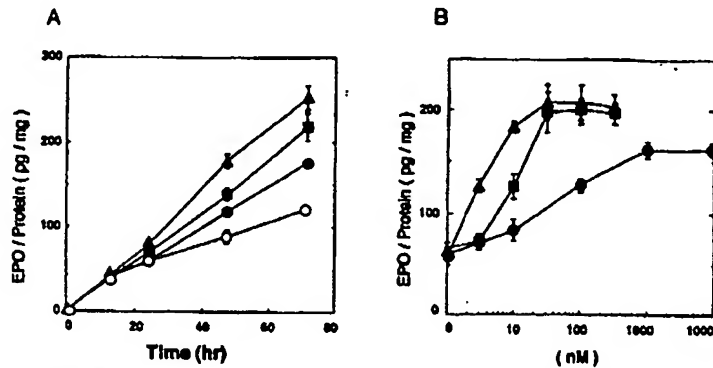 A
B
300
200
100
0
EPO / Protein ( pg / mg )
0 20 40 60 80
Time (hr)
200
100
0
EPO / Protein ( pg / mg )
0 10 100 1000 1000
( nM )